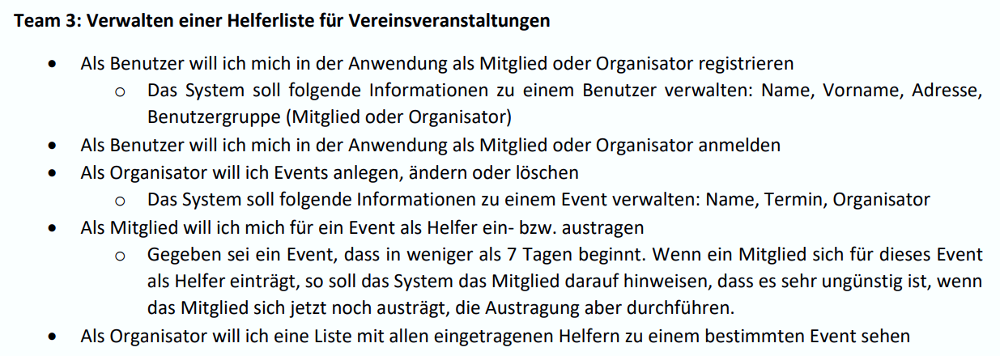 Team 3: Verwalten einer Helferliste für Vereinsveranstaltungen
• Als Benutzer will ich mich in der Anwendung als Mitglied oder Organisator registrieren
o Das System soll folgende Informationen zu einem Benutzer verwalten: Name, Vorname, Adresse,
Benutzergruppe (Mitglied oder Organisator)
• Als Benutzer will ich mich in der Anwendung als Mitglied oder Organisator anmelden
• Als Organisator will ich Events anlegen, ändern oder löschen
o Das System soll folgende Informationen zu einem Event verwalten: Name, Termin, Organisator
• Als Mitglied will ich mich für ein Event als Helfer ein- bzw. austragen
o Gegeben sei ein Event, dass in weniger als 7 Tagen beginnt. Wenn ein Mitglied sich für dieses Event
als Helfer einträgt, so soll das System das Mitglied darauf hinweisen, dass es sehr ungünstig ist, wenn
das Mitglied sich jetzt noch austrägt, die Austragung aber durchführen.
• Als Organisator will ich eine Liste mit allen eingetragenen Helfern zu einem bestimmten Event sehen